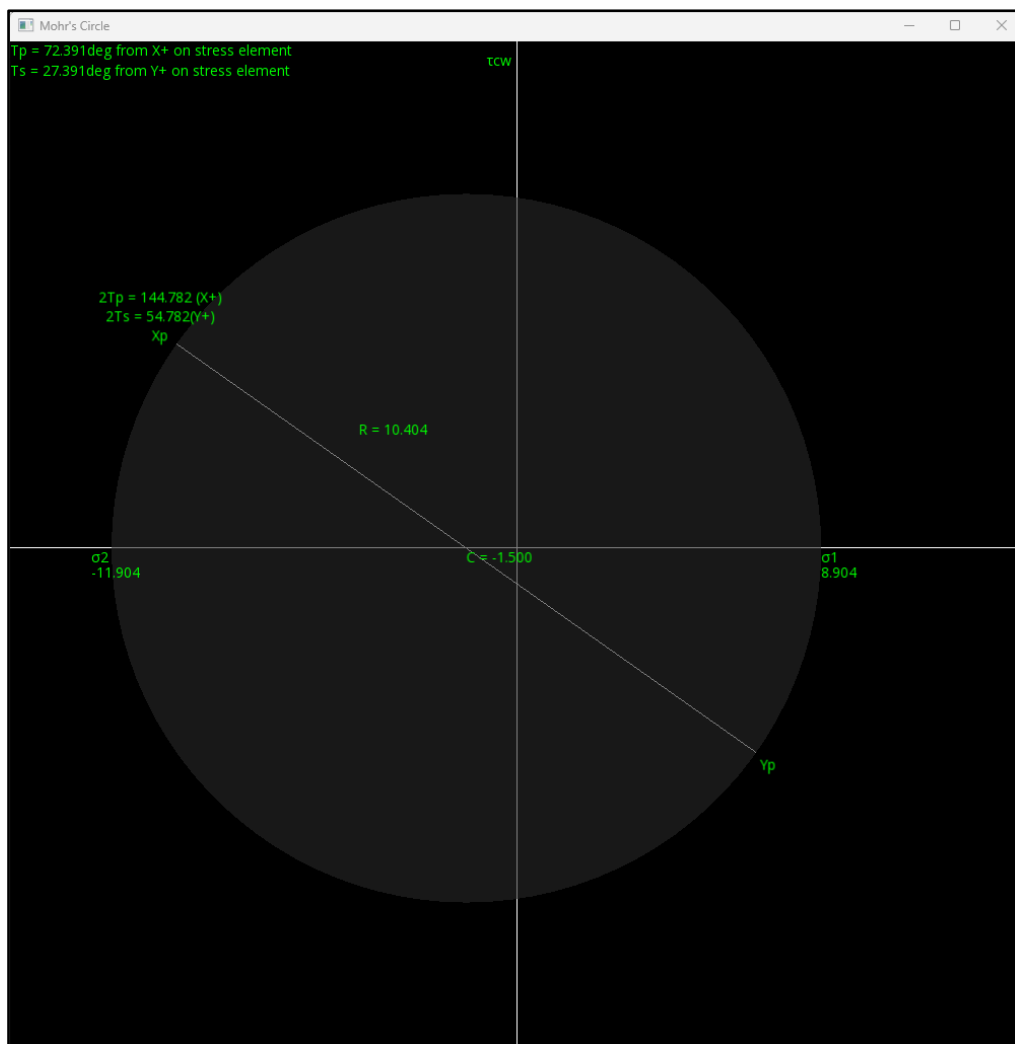 Mohr's Circle
Tp = 72.391deg from X+ on stress element
Ts = 27.391deg from Y+ on stress element
τcw
2Tp = 144.782 (X+)
2Ts = 54.782(Y+)
Xp
R = 10.404
σ2
-11.904
C = -1.500
σ1
8.904
Yp